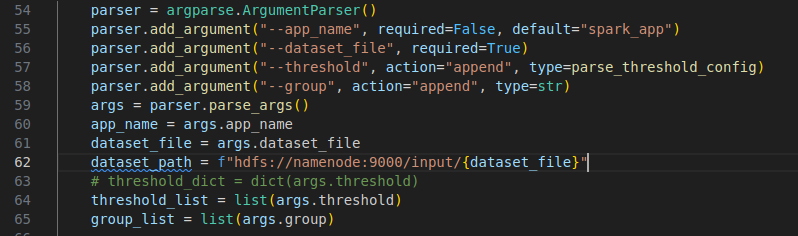 54 parser = argparse.ArgumentParser()
55 parser.add_argument("--app_name", required=False, default="spark_app")
56 parser.add_argument("--dataset_file", required=True)
57 parser.add_argument("--threshold", action="append", type=parse_threshold_config)
58 parser.add_argument("--group", action="append", type=str)
59 args = parser.parse_args()
60 app_name = args.app_name
61 dataset_file = args.dataset_file
62 dataset_path = f"hdfs://namenode:9000/input/{dataset_file}"
63 # threshold_dict = dict(args.threshold)
64 threshold_list = list(args.threshold)
65 group_list = list(args.group)
66